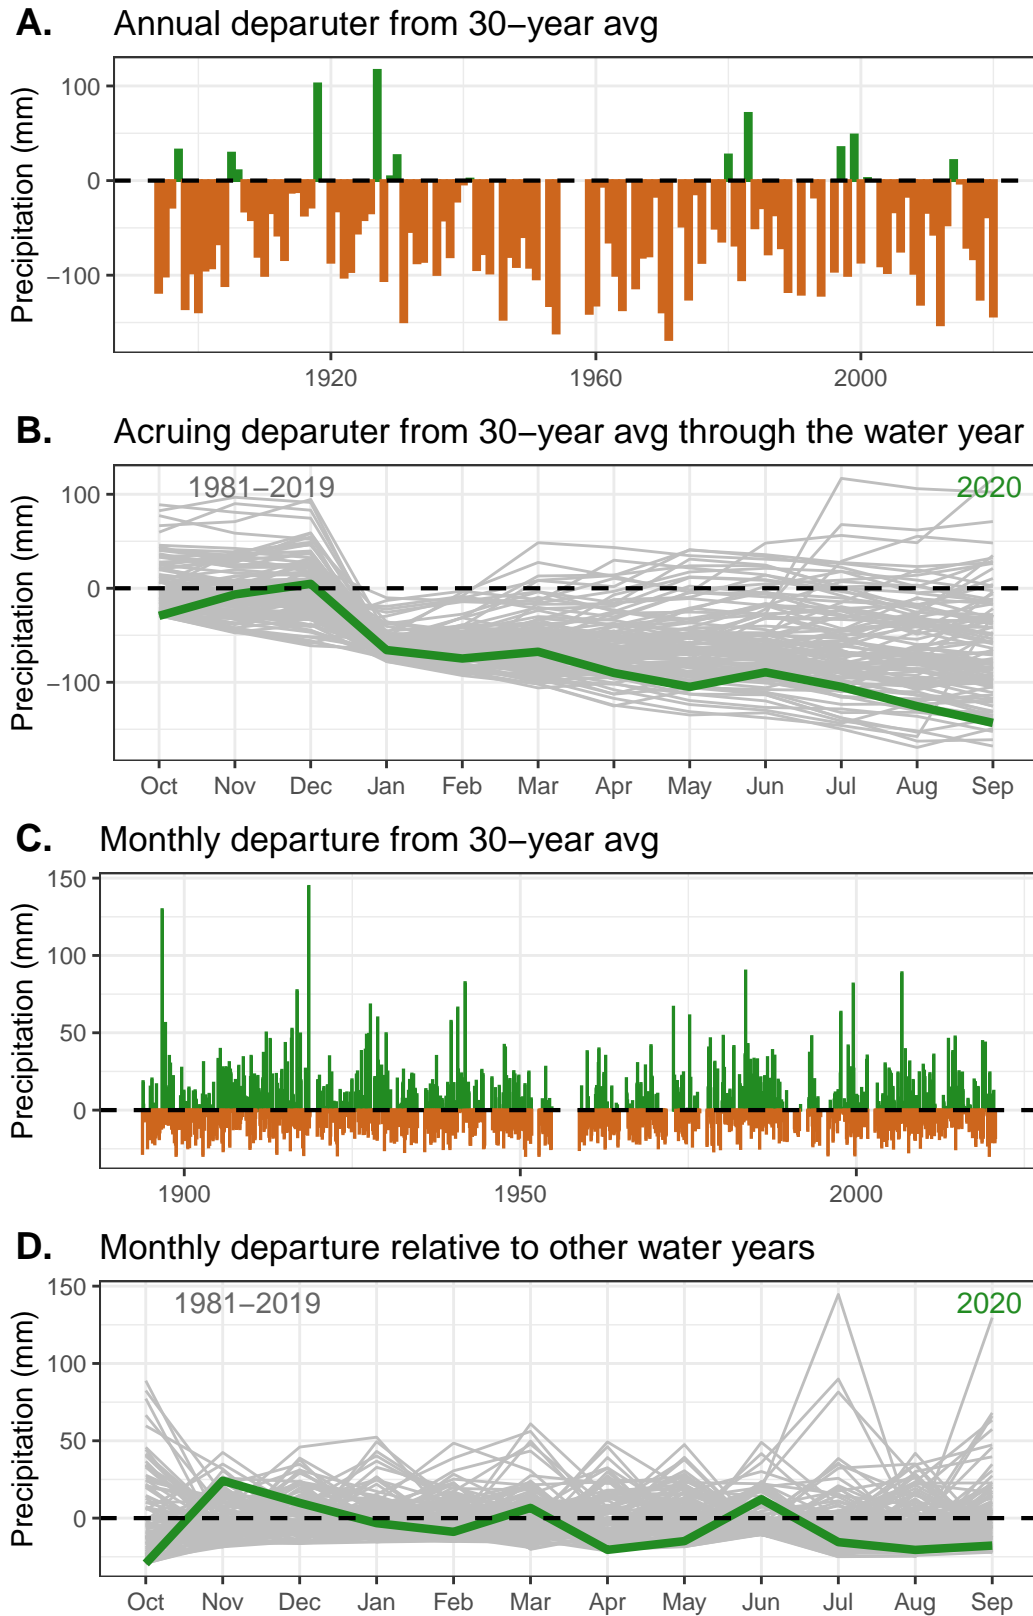 A. Annual deparuter from 30−year avg
Precipitation (mm)
100
0
−100
1920 1960 2000
B. Acruing deparuter from 30−year avg through the water year
Precipitation (mm)
1981−2019 2020
100
0
−100
Oct Nov Dec Jan Feb Mar Apr May Jun Jul Aug Sep
C. Monthly departure from 30−year avg
Precipitation (mm)
150
100
50
0
1900 1950 2000
D. Monthly departure relative to other water years
Precipitation (mm)
1981−2019 2020
150
100
50
0
Oct Nov Dec Jan Feb Mar Apr May Jun Jul Aug Sep